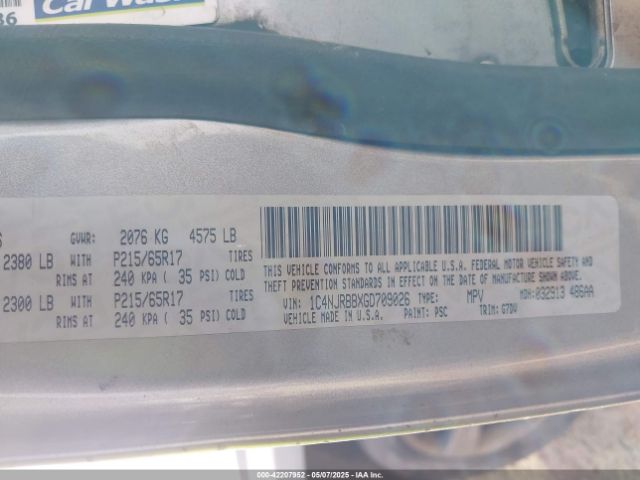 36
Car Wash
GVWR: 2076 KG 4575 LB
2380 LB WITH P215/65R17 TIRES
RIMS AT 240 KPA ( 35 PSI) COLD
2300 LB WITH P215/65R17 TIRES
RIMS AT 240 KPA ( 35 PSI) COLD
THIS VEHICLE CONFORMS TO ALL APPLICABLE U.S.A. FEDERAL MOTOR VEHICLE SAFETY AND
THEFT PREVENTION STANDARDS IN EFFECT ON THE DATE OF MANUFACTURE SHOWN ABOVE.
VIN: 1C4NJRBBXGD709026 TYPE: MPV MDH:032913 486AA
VEHICLE MADE IN U.S.A. PAINT: PSC TRIM: G7DV
000-42207952 - 05/07/2025 - IAAI.COM